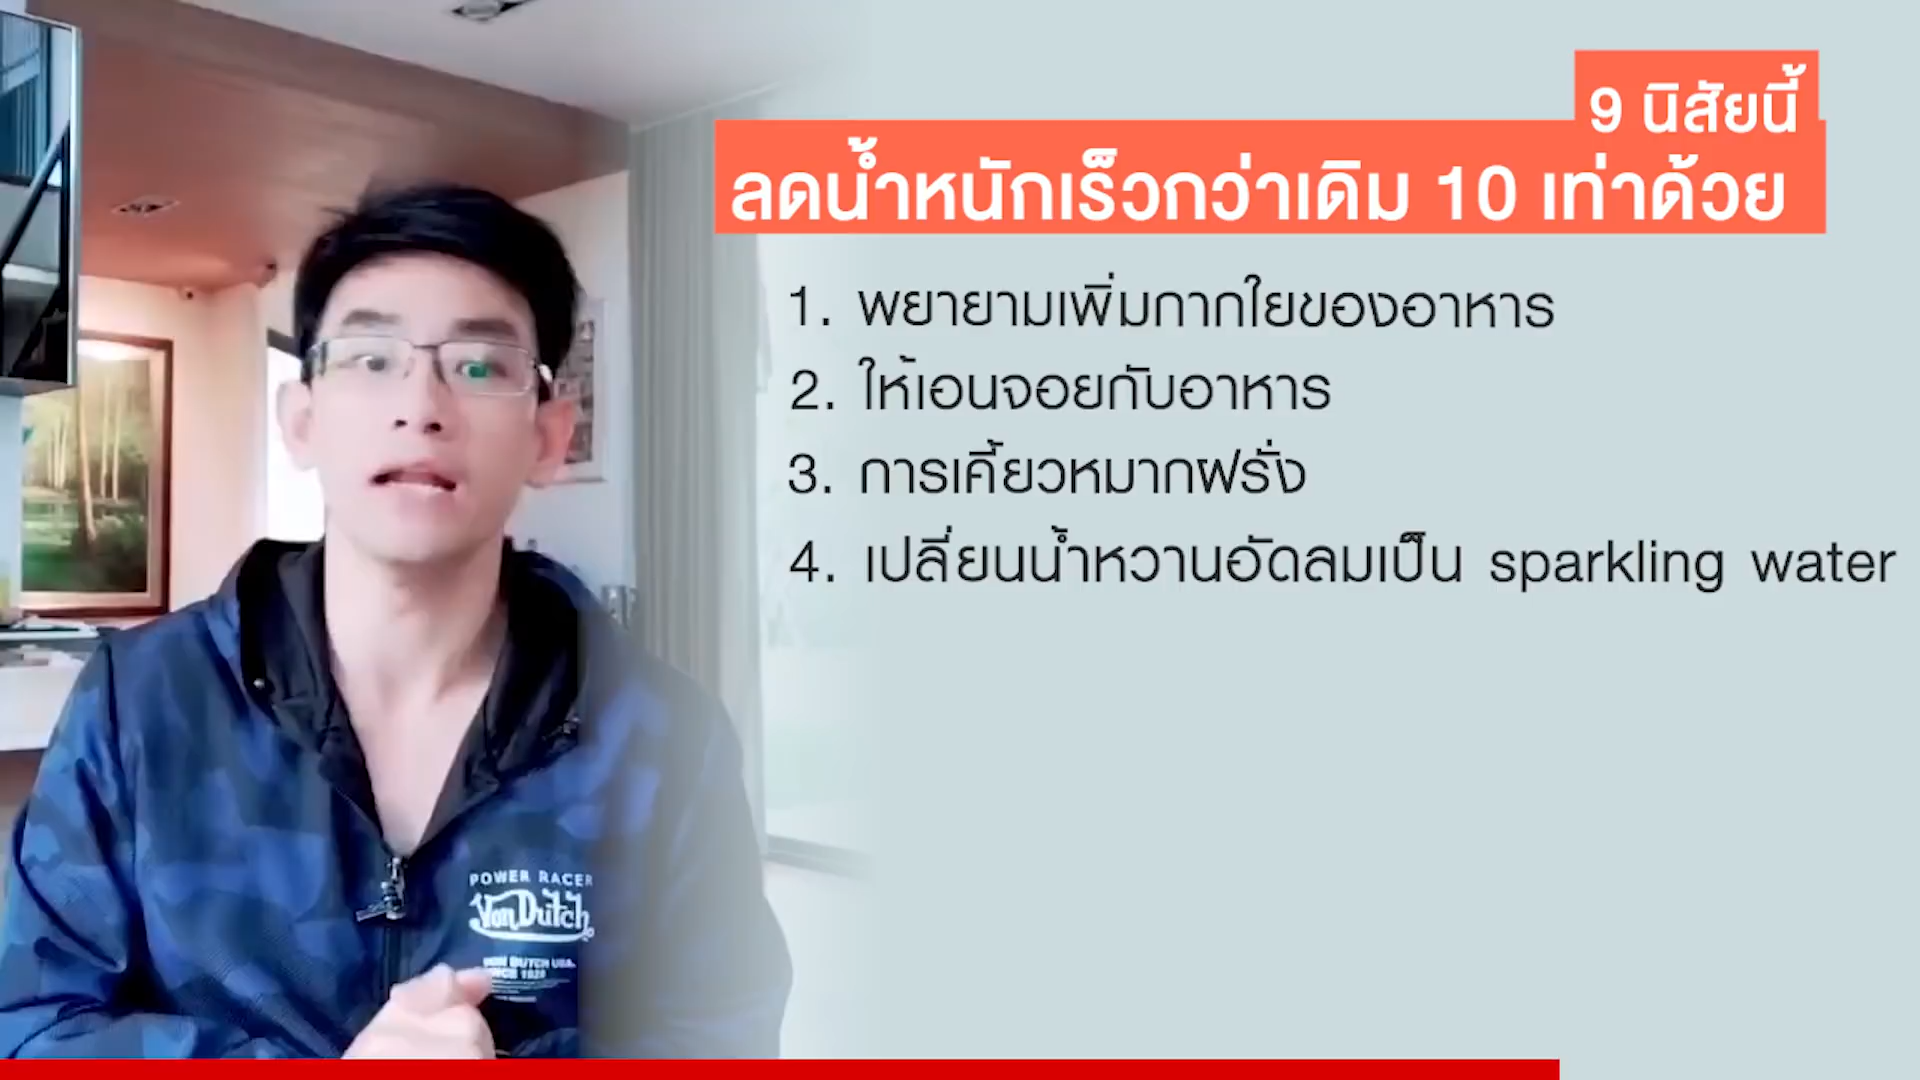 9 นิสัยนี้
ลดน้ำหนักเร็วกว่าเดิม 10 เท่าด้วย
1. พยายามเพิ่มกากใยของอาหาร
2. ให้เอนจอยกับอาหาร
3. การเคี้ยวหมากฝรั่ง
4. เปลี่ยนน้ำหวานอัดลมเป็น sparkling water
POWER RACER
Von Dutch
VON DUTCH USA.
SINCE 1929